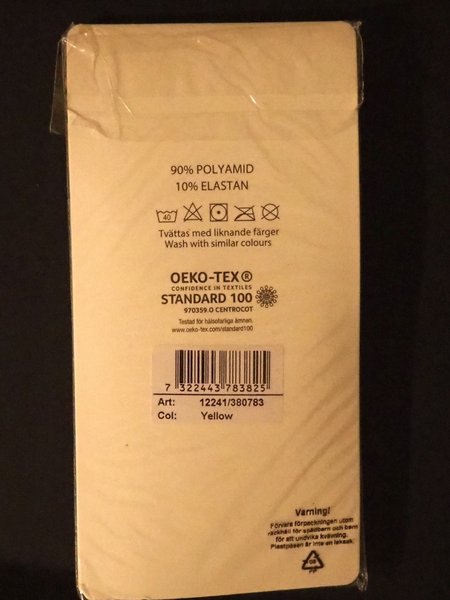 90% POLYAMID
10% ELASTAN
40
Tvättas med liknande färger
Wash with similar colours
OEKO-TEX®
CONFIDENCE IN TEXTILES
STANDARD 100
970359.O CENTROCOT
Testad för hälsofarliga ämnen.
www.oeko-tex.com/standard100
7 322443 783825
Art: 12241/380783
Col: Yellow
Varning!
Förvara förpackningen utom
räckhåll för spädbarn och barn
för att undvika kvävning.
Plastpåsen är inte en leksak.
PP